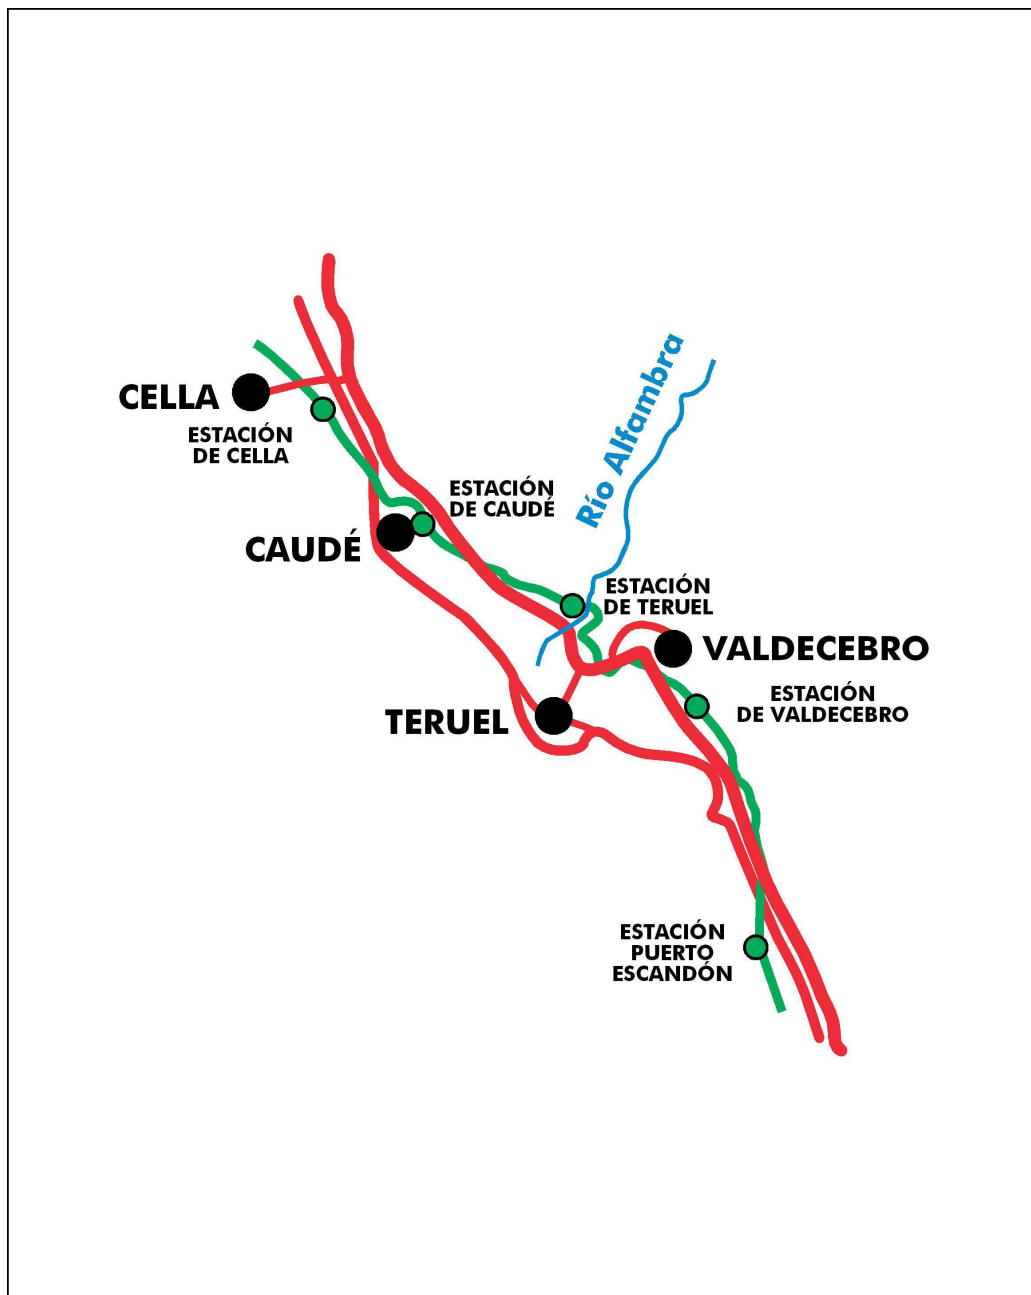 Río Alfambra
CELLA
ESTACIÓN
DE CELLA
ESTACIÓN
DE CAUDÉ
CAUDÉ
ESTACIÓN
DE TERUEL
VALDECEBRO
ESTACIÓN
DE VALDECEBRO
TERUEL
ESTACIÓN
PUERTO
ESCANDÓN